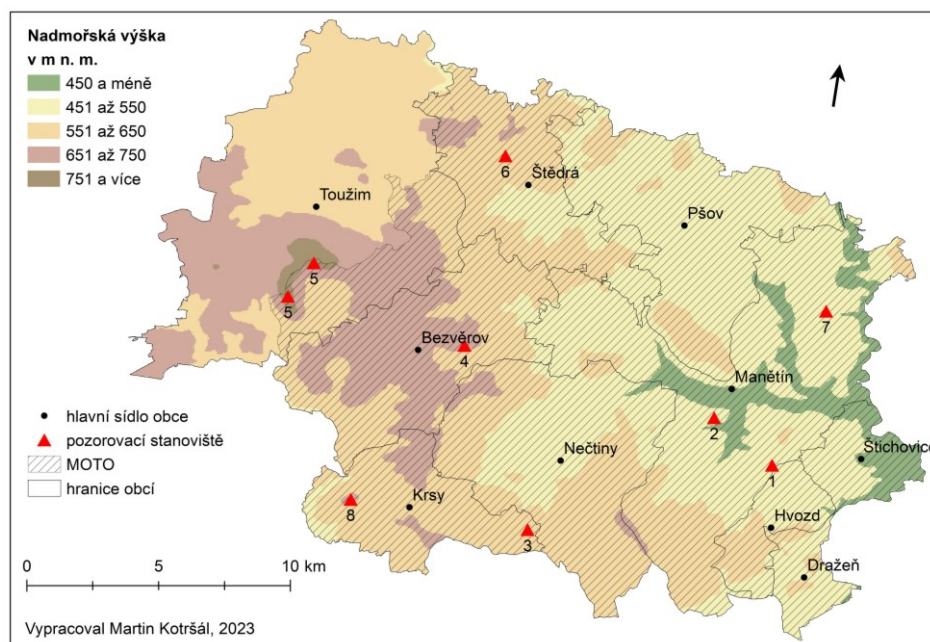 Nadmořská výška
v m n. m.
450 a méně
451 až 550
551 až 650
651 až 750
751 a více
6
Štědrá
Toužim
Pšov
5
5
7
Bezvěrov
4
Manětín
2
hlavní sídlo obce
pozorovací stanoviště
MOTO
hranice obcí
Nečtiny
Štichovice
1
Krsy
8
Hvozd
3
Dražeň
0 5 10 km
Vypracoval Martin Kotršál, 2023